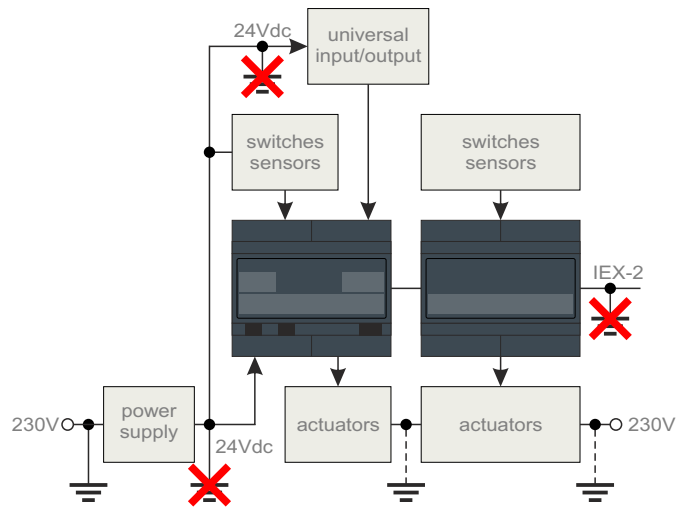 24Vdc
universal
input/output
switches
sensors
switches
sensors
IEX-2
230V
power
supply
24Vdc
actuators
actuators
230V